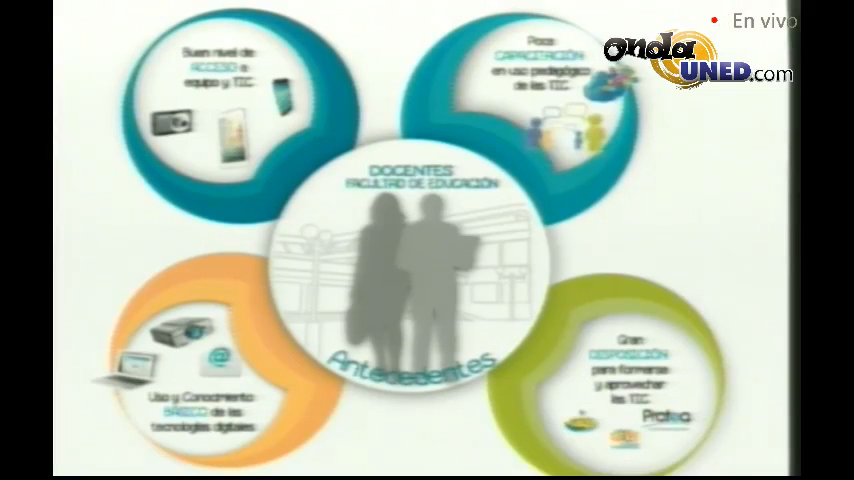 En vivo
onda
UNED.com
Buen nivel de
ACCESO a
equipo y TIC
Poca
CAPACITACIÓN
en uso pedagógico
de las TIC
DOCENTES
FACULTAD DE EDUCACIÓN
Antecedentes
Uso y Conocimiento
BÁSICO de las
tecnologías digitales
Gran
DISPOSICIÓN
para formarse
y aprovechar
las TIC